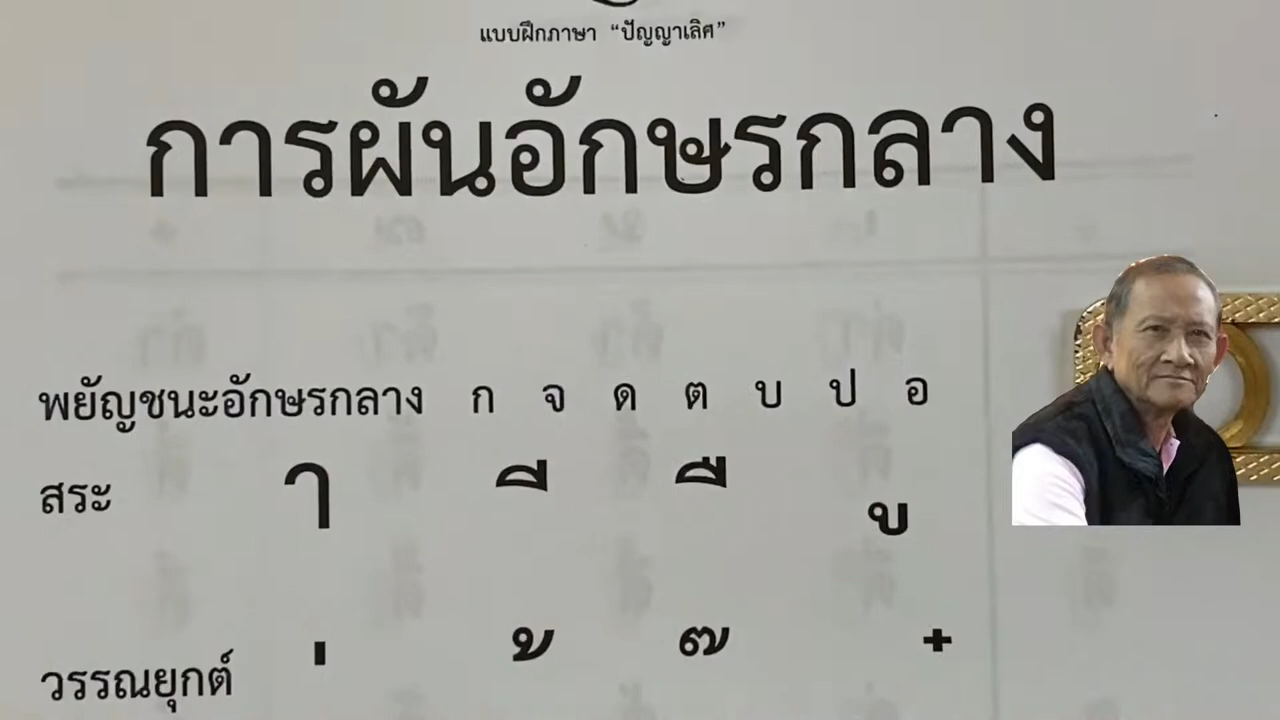 แบบฝึกภาษา “ปัญญาเลิศ”
การผันอักษรกลาง
พยัญชนะอักษรกลาง ก จ ด ต บ ป อ
สระ า ี ื ู
วรรณยุกต์ ่ ้ ๊ ๋